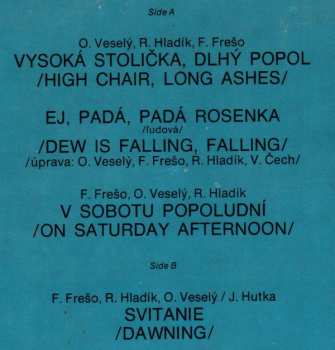 Side A
O. Veselý, R. Hladík, F. Frešo
VYSOKÁ STOLIČKA, DLHÝ POPOL
/HIGH CHAIR, LONG ASHES/
EJ, PADÁ, PADÁ ROSENKA
/ľudová/
/DEW IS FALLING, FALLING/
/úprava: O. Veselý, F. Frešo, R. Hladík, V. Čech/
F. Frešo, O. Veselý, R. Hladík
V SOBOTU POPOLUDNÍ
/ON SATURDAY AFTERNOON/
Side B
F. Frešo, R. Hladík, O. Veselý / J. Hutka
SVITANIE
/DAWNING/